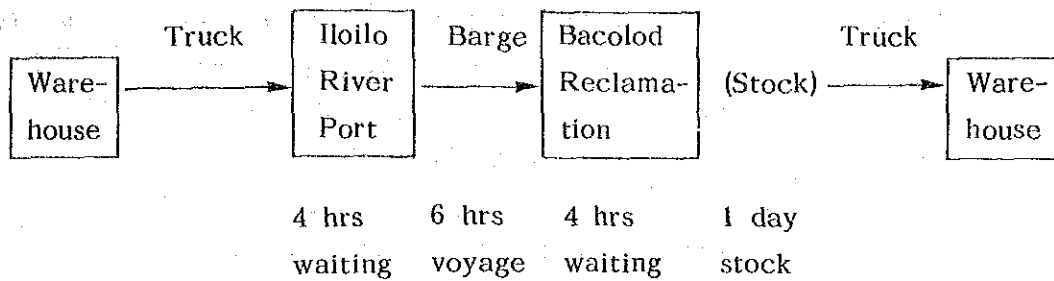 Truck
Iloilo
River
Port
Barge
Bacolod
Reclama-
tion
Truck
Ware-
house
(Stock)
Ware-
house
4 hrs
waiting
6 hrs
voyage
4 hrs
waiting
1 day
stock